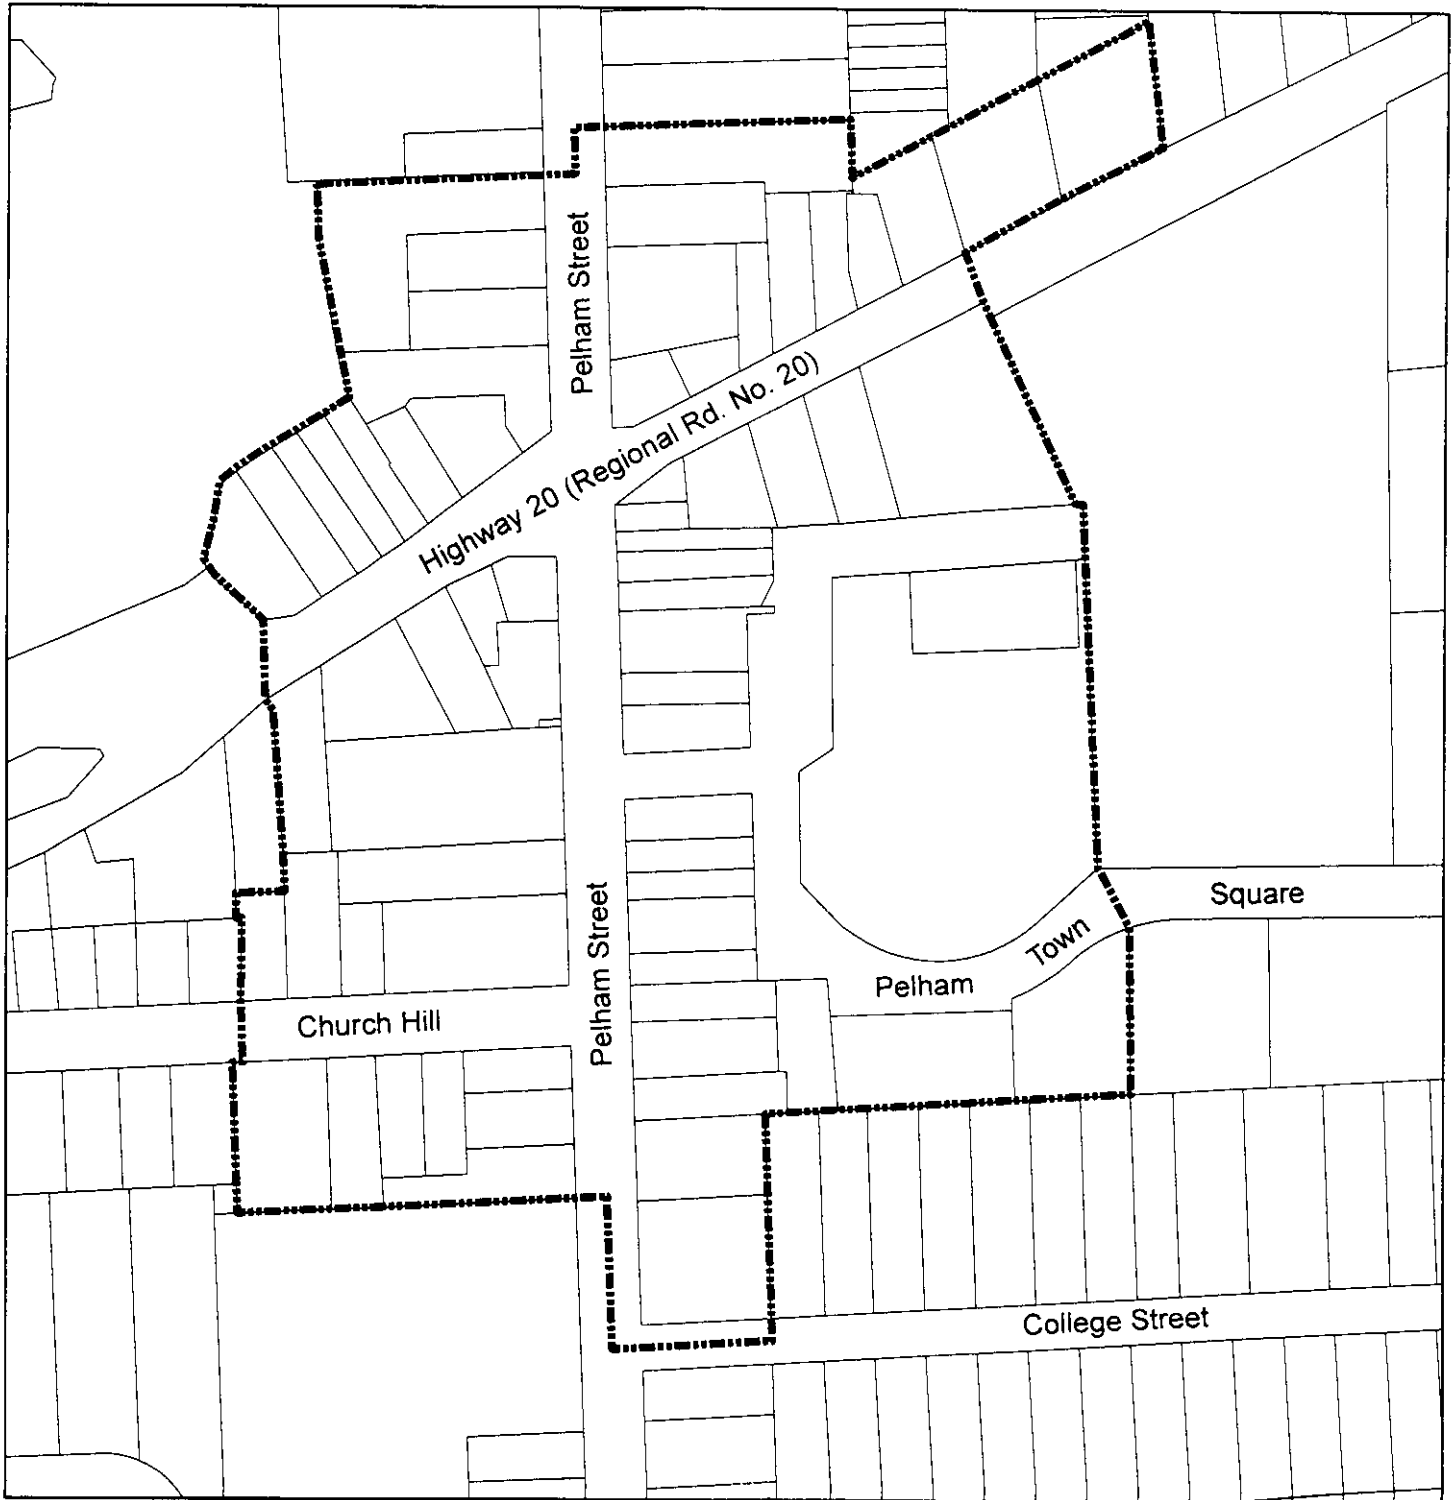 Pelham Street
Highway 20 (Regional Rd. No. 20)
Pelham Street
Square
Town
Pelham
Church Hill
College Street